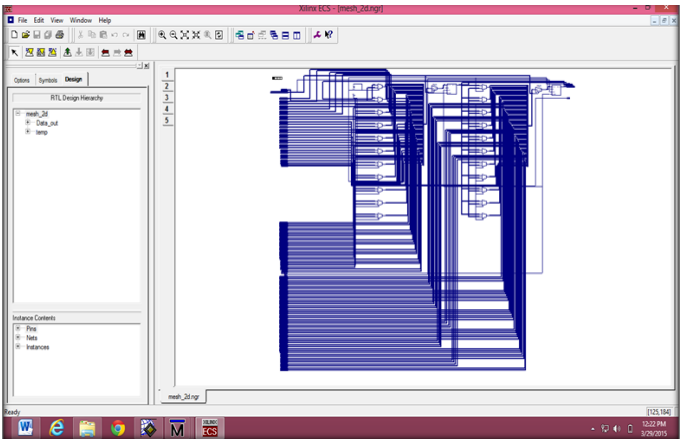 Xilinx ECS - [mesh_2d.ngr]
File Edit View Window Help
Options Symbols Design
RTL Design Hierarchy
mesh_2d
Data_out
temp
1
2
3
4
5
Instance Contents
Pins
Nets
Instances
mesh_2d.ngr
Ready
[125,184]
XILINX
ECS
12:22 PM
3/29/2015